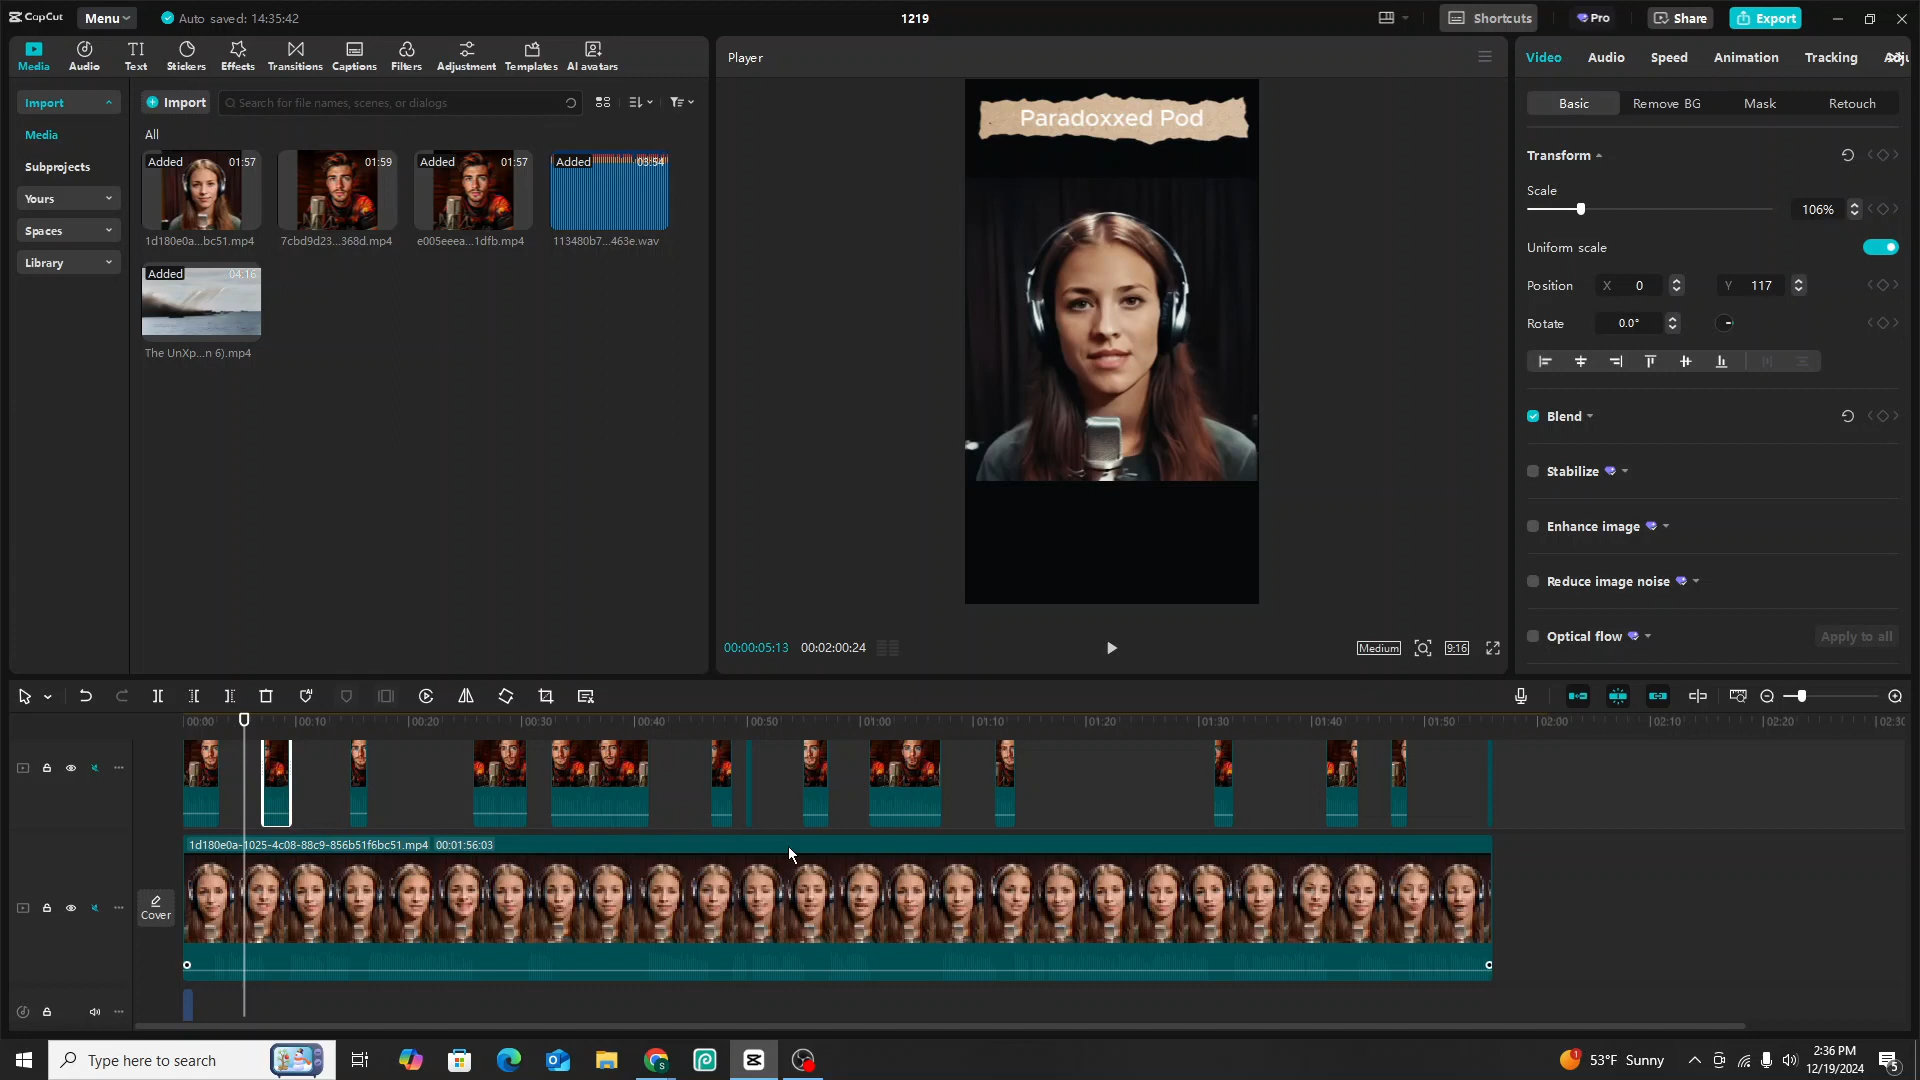 CapCut
Menu
Auto saved: 14:35:42
1219
Shortcuts
Pro
Share
Export
Media
Audio
Text
Stickers
Effects
Transitions
Captions
Filters
Adjustment
Templates
AI avatars
Player
Video
Audio
Speed
Animation
Tracking
Import
Media
Subprojects
Yours
Spaces
Library
Import
Search for file names, scenes, or dialogs
All
Added 01:57
01:59
Added 01:57
Added 03:54
1d180e0a...bc51.mp4
7cbd9d23...368d.mp4
e005eeea...1dfb.mp4
113480b7...463e.wav
Added 04:16
The UnXp...n 6).mp4
Paradoxxed Pod
00:00:05:13
00:02:00:24
Medium
9:16
Basic
Remove BG
Mask
Retouch
Transform
Scale
106%
Uniform scale
Position X 0 Y 117
Rotate 0.0°
Blend
Stabilize
Enhance image
Reduce image noise
Optical flow
Apply to all
00:00
00:10
00:20
00:30
00:40
00:50
01:00
01:10
01:20
01:30
01:40
01:50
02:00
02:10
02:20
02:30
1d180e0a-1025-4c08-88c9-856b51f6bc51.mp4 00:01:56:03
Cover
Type here to search
1
53°F Sunny
2:36 PM
12/19/2024
5